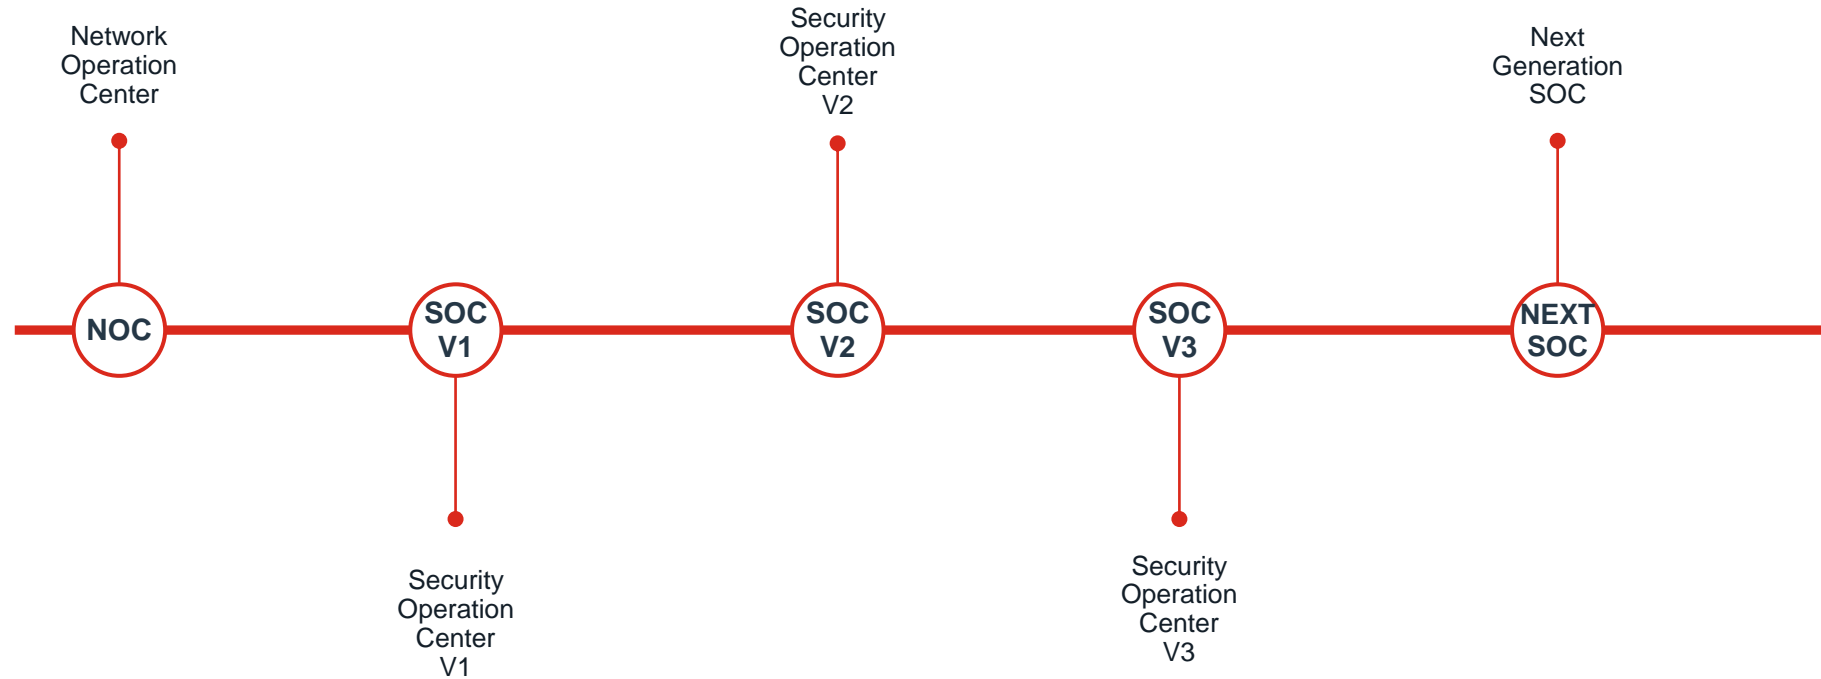 Network
Operation
Center
Security
Operation
Center
V2
Next
Generation
SOC
NOC
SOC
V1
SOC
V2
SOC
V3
NEXT
SOC
Security
Operation
Center
V1
Security
Operation
Center
V3